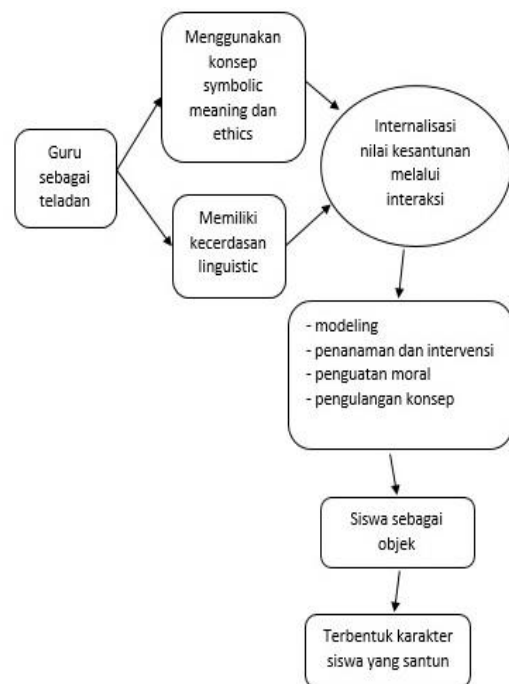 Menggunakan
konsep
symbolic
meaning dan
ethics
Guru
sebagai
teladan
Memiliki
kecerdasan
linguistic
Internalisasi
nilai kesantunan
melalui
interaksi
- modeling
- penanaman dan intervensi
- penguatan moral
- pengulangan konsep
Siswa sebagai
objek
Terbentuk karakter
siswa yang santun